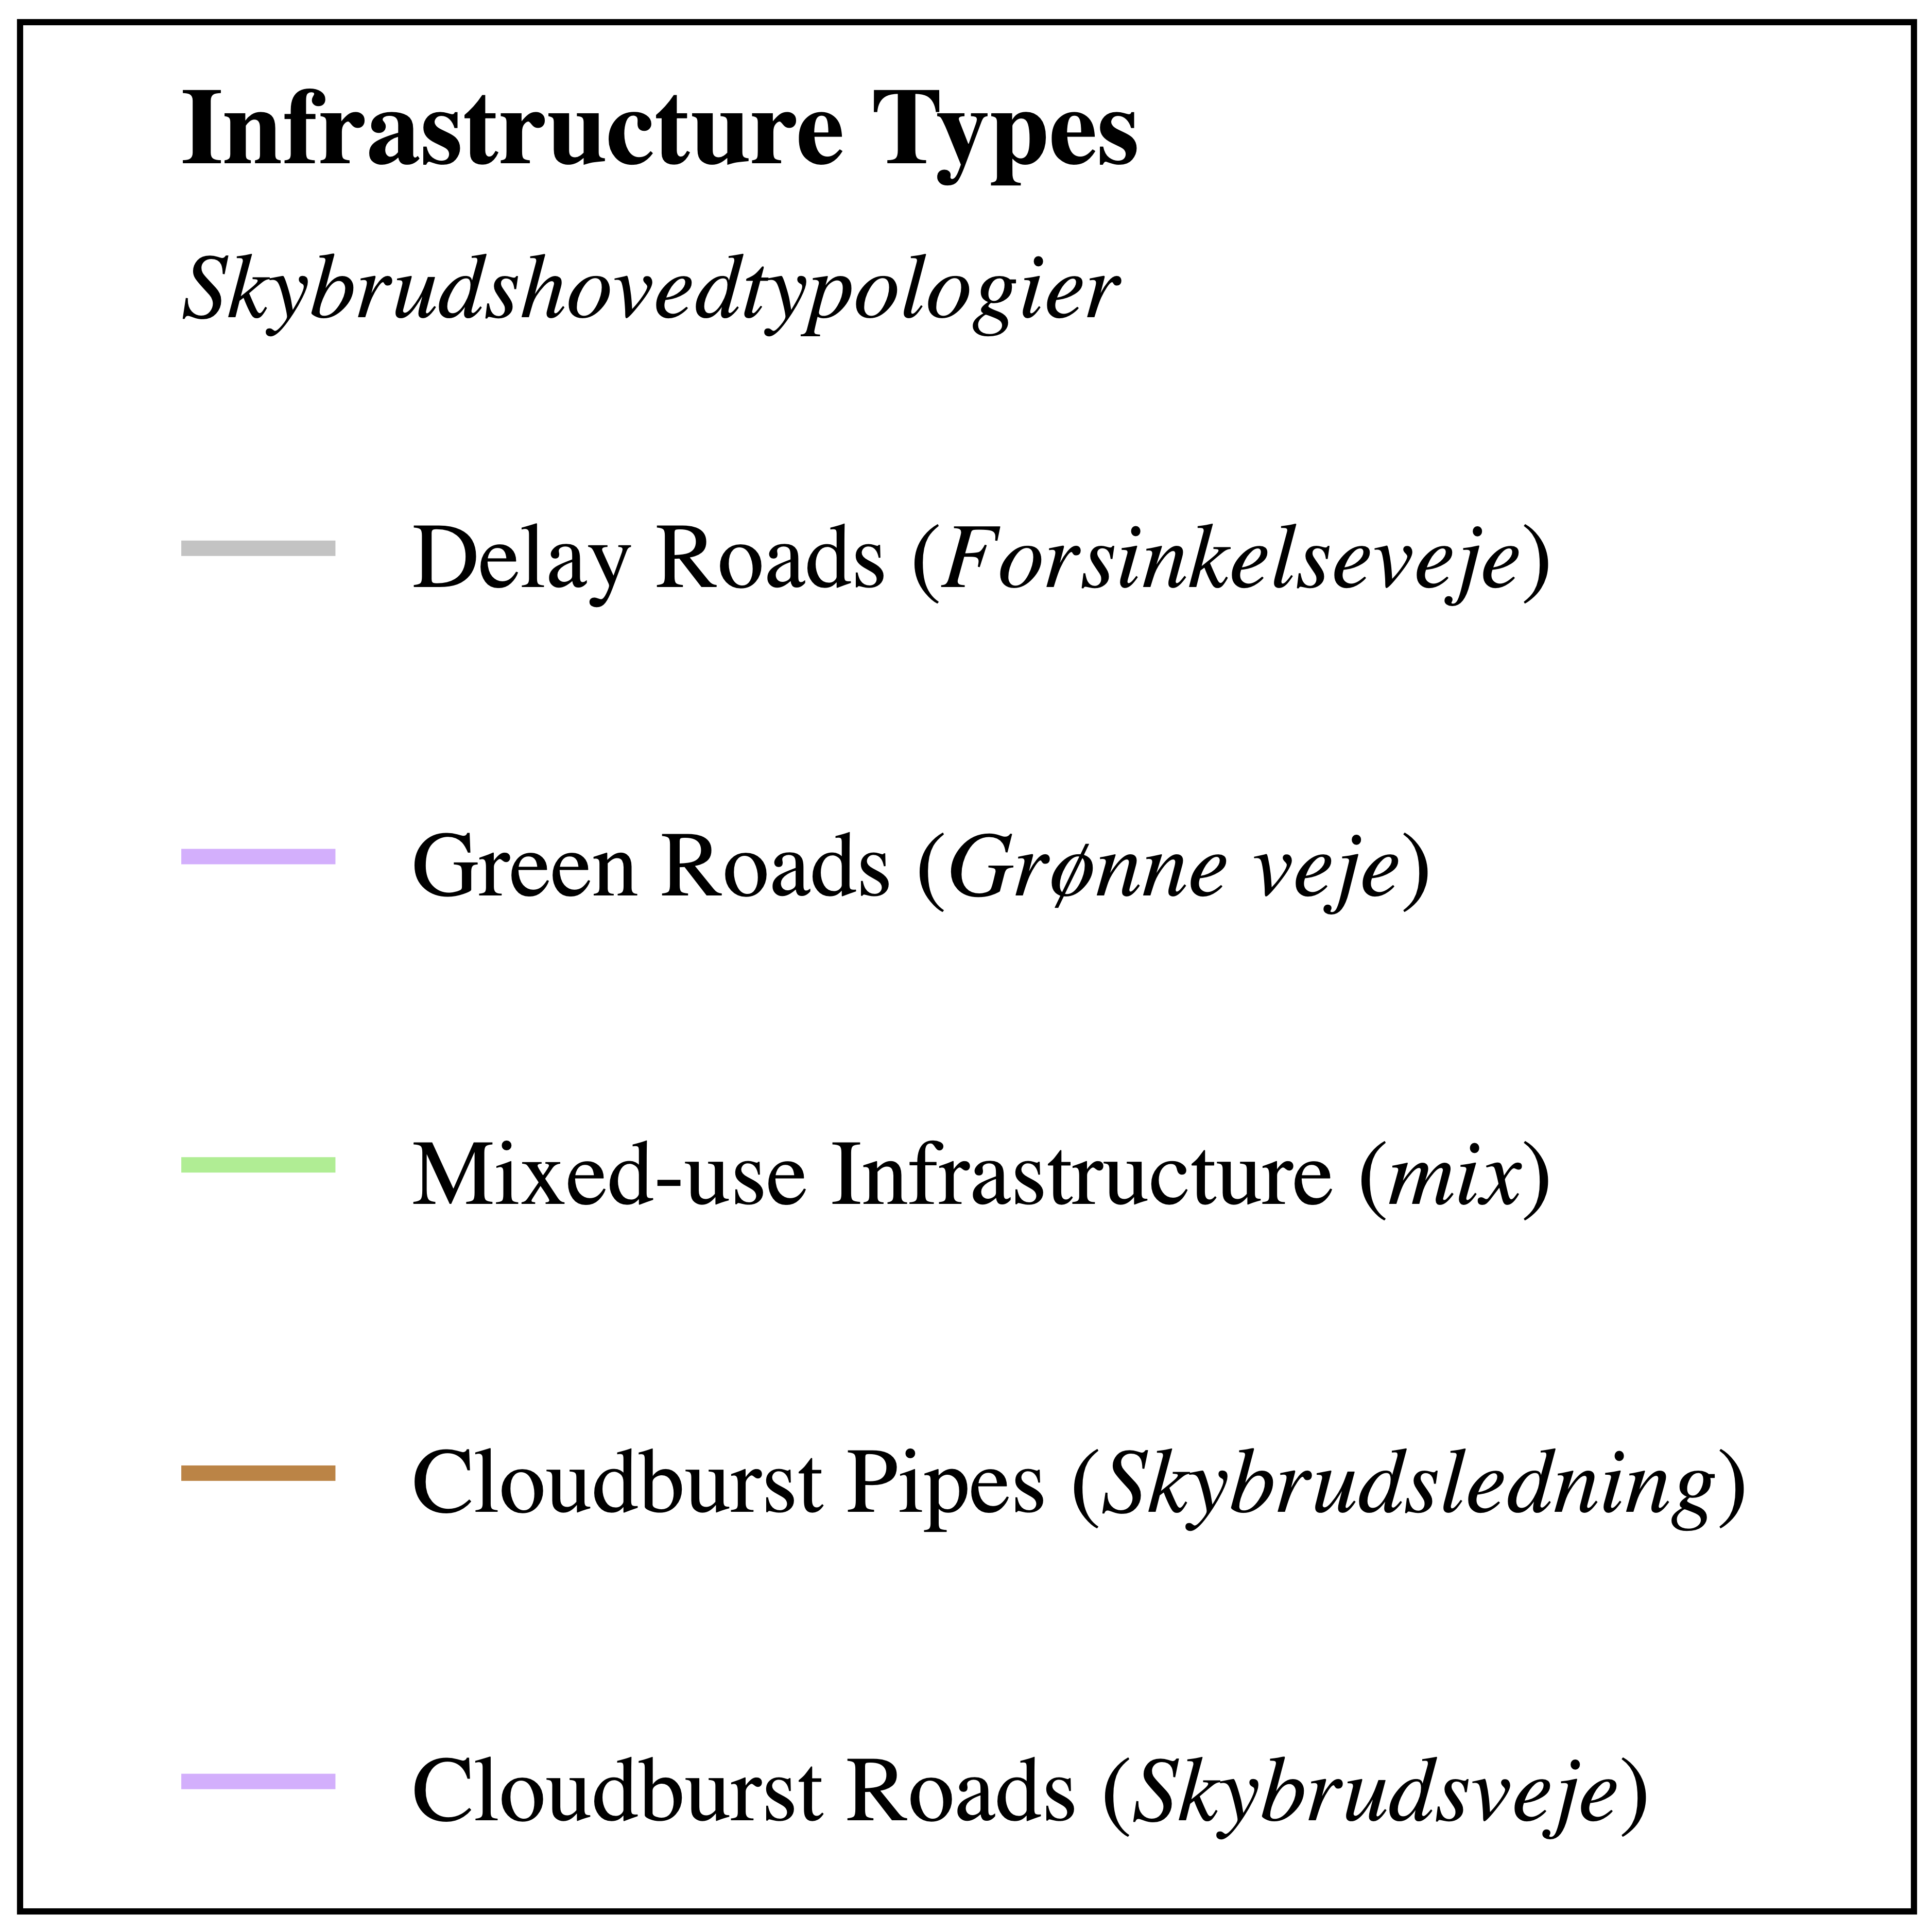 Infrastructure Types
Skybrudshovedtypologier
Delay Roads (Forsinkelseveje)
Green Roads (Grønne veje)
Mixed-use Infrastructure (mix)
Cloudburst Pipes (Skybrudsledning)
Cloudburst Roads (Skybrudsveje)